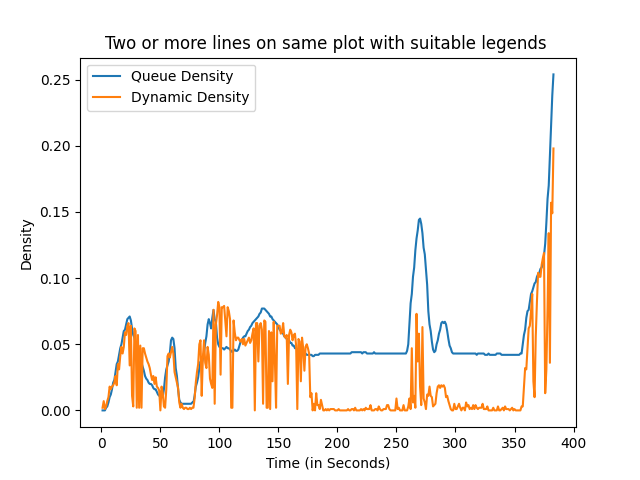 Two or more lines on same plot with suitable legends
Queue Density
Dynamic Density
0.25
0.20
0.15
0.10
0.05
0.00
Density
0 50 100 150 200 250 300 350 400
Time (in Seconds)